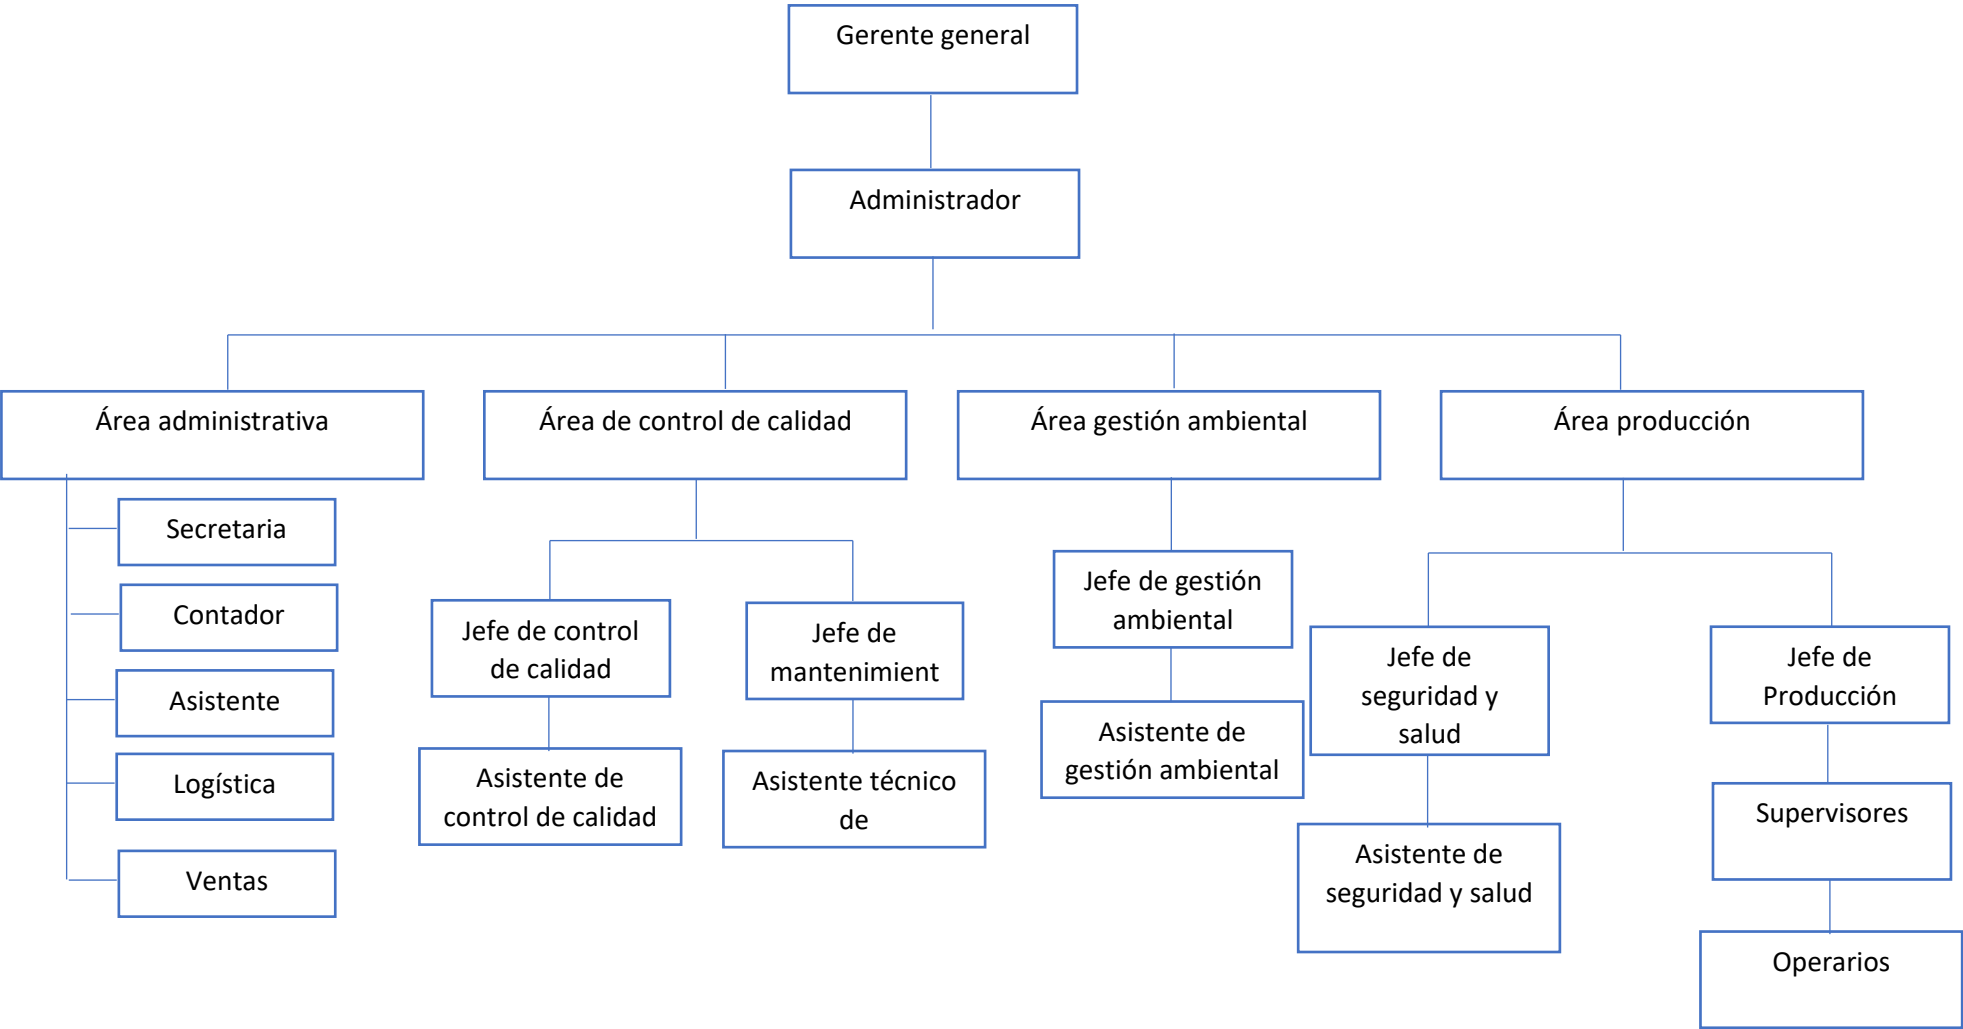 Gerente general
Administrador
Área administrativa
Área de control de calidad
Área gestión ambiental
Área producción
Secretaria
Contador
Asistente
Logística
Ventas
Jefe de control
de calidad
Asistente de
control de calidad
Jefe de
mantenimient
Asistente técnico
de
Jefe de gestión
ambiental
Asistente de
gestión ambiental
Jefe de
seguridad y
salud
Asistente de
seguridad y salud
Jefe de
Producción
Supervisores
Operarios